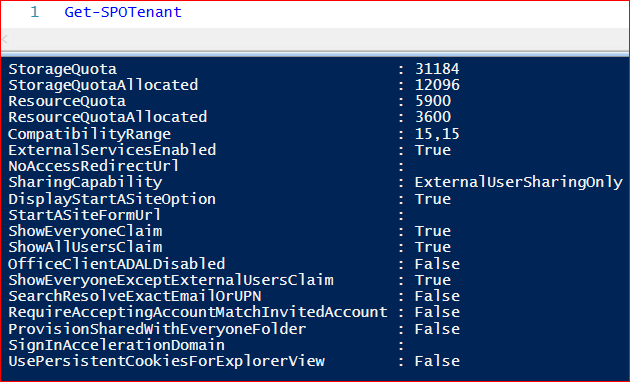 1 Get-SPOTenant
StorageQuota : 31184
StorageQuotaAllocated : 12096
ResourceQuota : 5900
ResourceQuotaAllocated : 3600
CompatibilityRange : 15,15
ExternalServicesEnabled : True
NoAccessRedirectUrl :
SharingCapability : ExternalUserSharingOnly
DisplayStartASiteOption : True
StartASiteFormUrl :
ShowEveryoneClaim : True
ShowAllUsersClaim : True
OfficeClientADALDisabled : False
ShowEveryoneExceptExternalUsersClaim : True
SearchResolveExactEmailOrUPN : False
RequireAcceptingAccountMatchInvitedAccount : False
ProvisionSharedWithEveryoneFolder : False
SignInAccelerationDomain :
UsePersistentCookiesForExplorerView : False